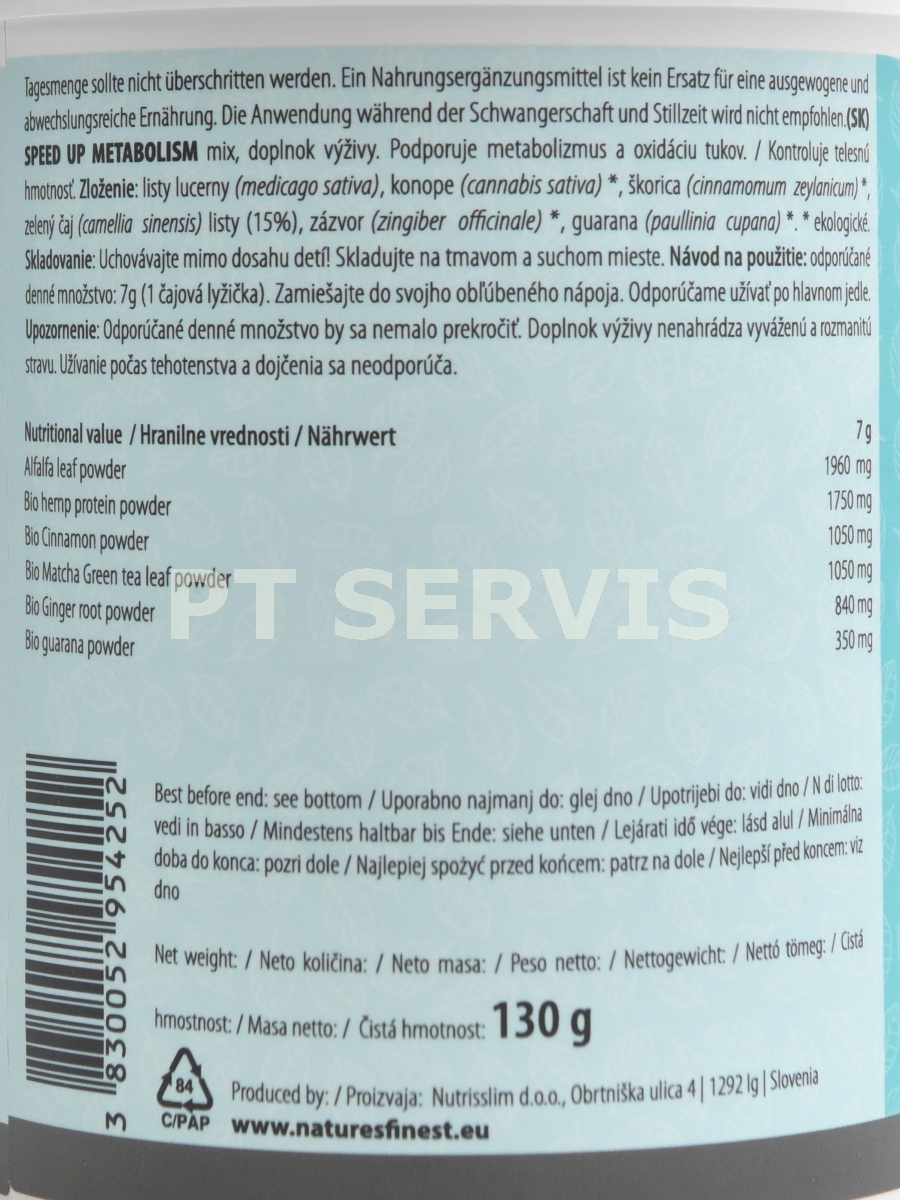 Tagesmenge sollte nicht überschritten werden. Ein Nahrungsergänzungsmittel ist kein Ersatz für eine ausgewogene und
abwechslungsreiche Ernährung. Die Anwendung während der Schwangerschaft und Stillzeit wird nicht empfohlen.(SK)
SPEED UP METABOLISM mix, doplnok výživy. Podporuje metabolizmus a oxidáciu tukov. / Kontroluje telesnú
hmotnosť. Zloženie: listy lucerny (medicago sativa), konope (cannabis sativa) *, škorica (cinnamomum zeylanicum) *,
zelený čaj (camellia sinensis) listy (15%), zázvor (zingiber officinale) *, guarana (paullinia cupana) *. * ekologické.
Skladovanie: Uchovávajte mimo dosahu detí! Skladujte na tmavom a suchom mieste. Návod na použitie: odporúčané
denné množstvo: 7g (1 čajová lyžička). Zamiešajte do svojho obľúbeného nápoja. Odporúčame užívať po hlavnom jedle.
Upozornenie: Odporúčané denné množstvo by sa nemalo prekročiť. Doplnok výživy nenahrádza vyváženú a rozmanitú
stravu. Užívanie počas tehotenstva a dojčenia sa neodporúča.
Nutritional value / Hranilne vrednosti / Nährwert 7 g
Alfalfa leaf powder 1960 mg
Bio hemp protein powder 1750 mg
Bio Cinnamon powder 1050 mg
Bio Matcha Green tea leaf powder 1050 mg
Bio Ginger root powder 840 mg
Bio guarana powder 350 mg
PT SERVIS
Best before end: see bottom / Uporabno najmanj do: glej dno / Upotrijebi do: vidi dno / N di lotto:
vedi in basso / Mindestens haltbar bis Ende: siehe unten / Lejárati idő vége: lásd alul / Minimálna
doba do konca: pozri dole / Najlepiej spożyć przed końcem: patrz na dole / Nejlepší před koncem: viz
dno
Net weight: / Neto količina: / Neto masa: / Peso netto: / Nettogewicht: / Nettó tömeg: / Čistá
hmostnost: / Masa netto: / Čistá hmotnost: 130 g
84
C/PAP
Produced by: / Proizvaja: Nutrisslim d.o.o., Obrtniška ulica 4 | 1292 Ig | Slovenia
www.naturesfinest.eu
3 830052 954252